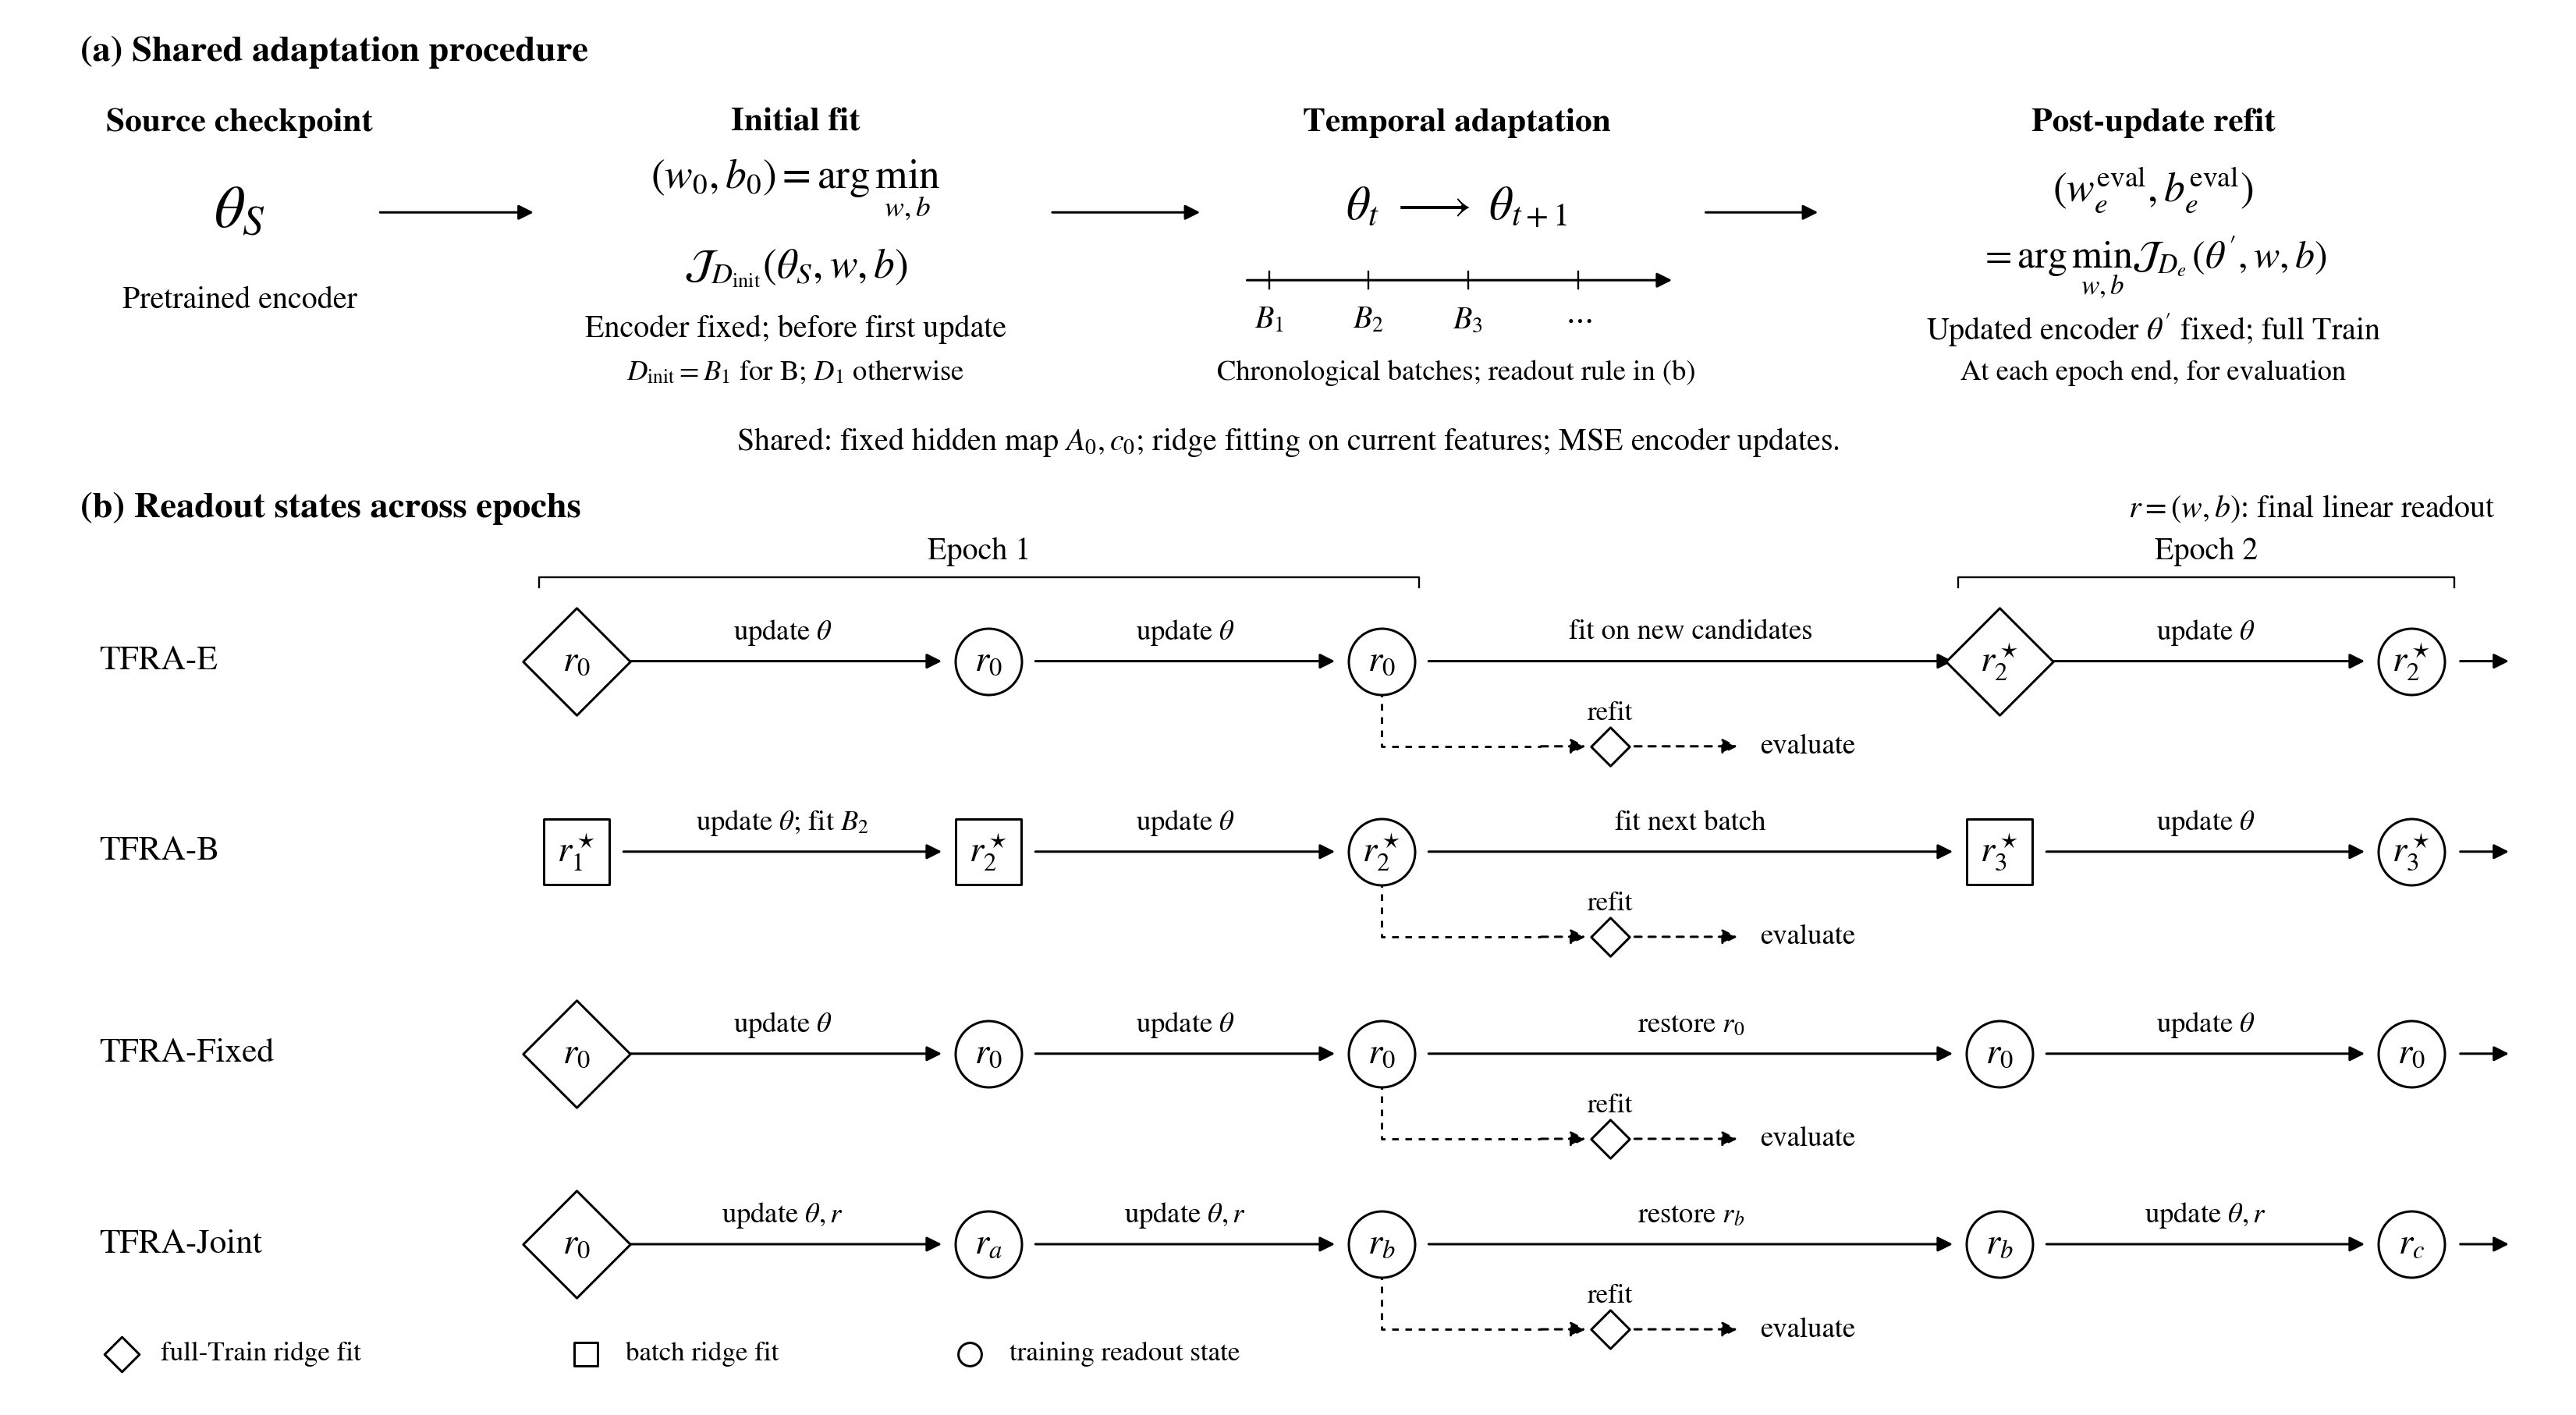 (a) Shared adaptation procedure
Source checkpoint
θ_S
Pretrained encoder
Initial fit
(w_0, b_0) = arg min_{w,b}
𝒥_{D_init}(θ_S, w, b)
Encoder fixed; before first update
D_init = B_1 for B; D_1 otherwise
Temporal adaptation
θ_t ⟶ θ_{t+1}
B_1 B_2 B_3 ...
Chronological batches; readout rule in (b)
Post-update refit
(w_e^eval, b_e^eval)
= arg min_{w,b} 𝒥_{D_e}(θ′, w, b)
Updated encoder θ′ fixed; full Train
At each epoch end, for evaluation
Shared: fixed hidden map A_0, c_0; ridge fitting on current features; MSE encoder updates.
(b) Readout states across epochs
r = (w, b): final linear readout
Epoch 1
Epoch 2
TFRA-E
r_0
update θ
r_0
update θ
r_0
fit on new candidates
r_2^⋆
update θ
r_2^⋆
refit
evaluate
TFRA-B
r_1^⋆
update θ; fit B_2
r_2^⋆
update θ
r_2^⋆
fit next batch
r_3^⋆
update θ
r_3^⋆
refit
evaluate
TFRA-Fixed
r_0
update θ
r_0
update θ
r_0
restore r_0
r_0
update θ
r_0
refit
evaluate
TFRA-Joint
r_0
update θ, r
r_a
update θ, r
r_b
restore r_b
r_b
update θ, r
r_c
refit
evaluate
full-Train ridge fit
batch ridge fit
training readout state